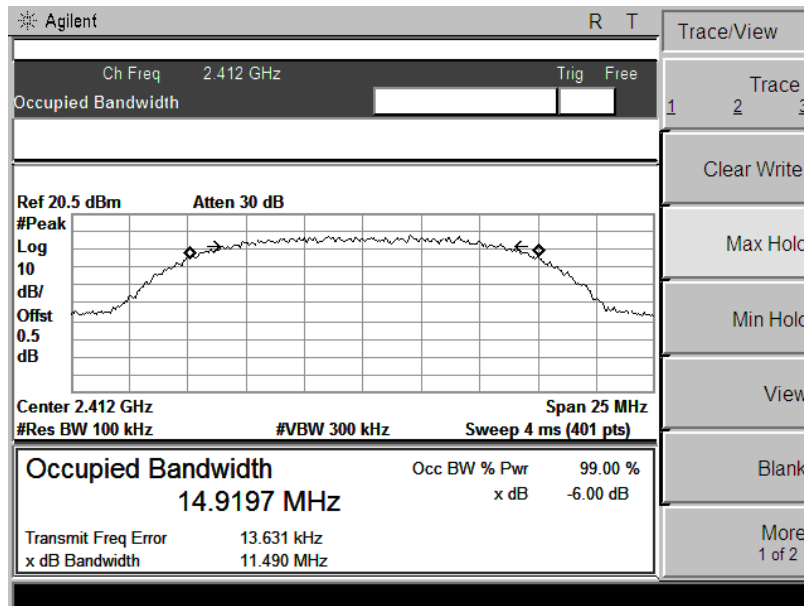 Agilent R T Trace/View
Ch Freq 2.412 GHz Trig Free
Occupied Bandwidth
Trace
1 2 3
Clear Write
Max Hold
Min Hold
View
Blank
More
1 of 2
Ref 20.5 dBm Atten 30 dB
#Peak
Log
10
dB/
Offst
0.5
dB
Center 2.412 GHz Span 25 MHz
#Res BW 100 kHz #VBW 300 kHz Sweep 4 ms (401 pts)
Occupied Bandwidth Occ BW % Pwr 99.00 %
14.9197 MHz x dB -6.00 dB
Transmit Freq Error 13.631 kHz
x dB Bandwidth 11.490 MHz